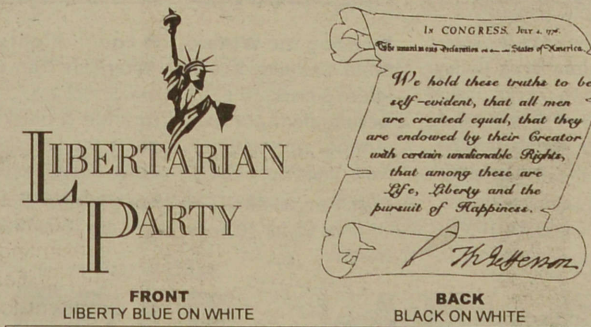 LIBERTARIAN
PARTY
FRONT
LIBERTY BLUE ON WHITE
IN CONGRESS, JULY 4, 1776.
The unanimous Declaration States of America.
We hold these truths to be
self-evident, that all men
are created equal, that they
are endowed by their Creator
with certain unalienable Rights,
that among these are
Life, Liberty and the
pursuit of Happiness.
Th Jefferson
BACK
BLACK ON WHITE